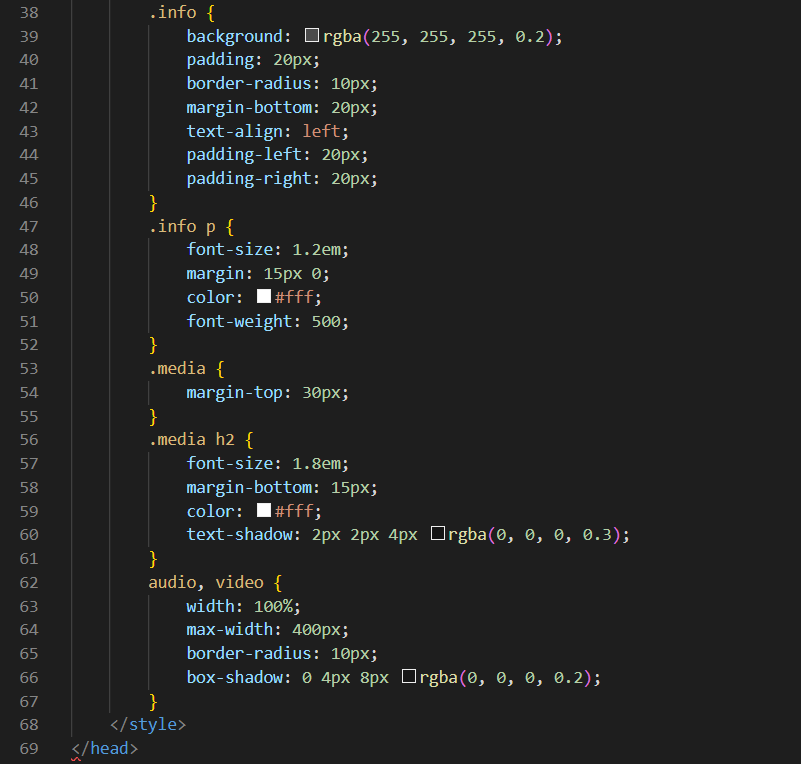 38 .info {
39 background: rgba(255, 255, 255, 0.2);
40 padding: 20px;
41 border-radius: 10px;
42 margin-bottom: 20px;
43 text-align: left;
44 padding-left: 20px;
45 padding-right: 20px;
46 }
47 .info p {
48 font-size: 1.2em;
49 margin: 15px 0;
50 color: #fff;
51 font-weight: 500;
52 }
53 .media {
54 margin-top: 30px;
55 }
56 .media h2 {
57 font-size: 1.8em;
58 margin-bottom: 15px;
59 color: #fff;
60 text-shadow: 2px 2px 4px rgba(0, 0, 0, 0.3);
61 }
62 audio, video {
63 width: 100%;
64 max-width: 400px;
65 border-radius: 10px;
66 box-shadow: 0 4px 8px rgba(0, 0, 0, 0.2);
67 }
68 </style>
69 </head>